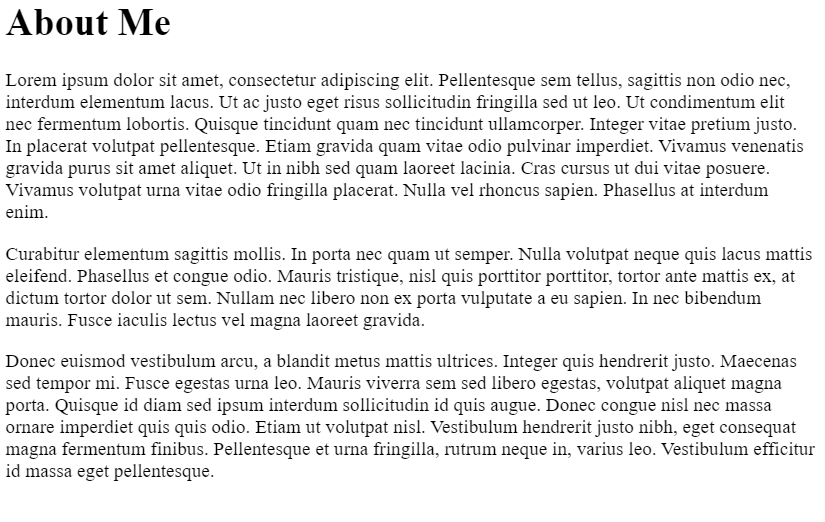 About Me
Lorem ipsum dolor sit amet, consectetur adipiscing elit. Pellentesque sem tellus, sagittis non odio nec,
interdum elementum lacus. Ut ac justo eget risus sollicitudin fringilla sed ut leo. Ut condimentum elit
nec fermentum lobortis. Quisque tincidunt quam nec tincidunt ullamcorper. Integer vitae pretium justo.
In placerat volutpat pellentesque. Etiam gravida quam vitae odio pulvinar imperdiet. Vivamus venenatis
gravida purus sit amet aliquet. Ut in nibh sed quam laoreet lacinia. Cras cursus ut dui vitae posuere.
Vivamus volutpat urna vitae odio fringilla placerat. Nulla vel rhoncus sapien. Phasellus at interdum
enim.
Curabitur elementum sagittis mollis. In porta nec quam ut semper. Nulla volutpat neque quis lacus mattis
eleifend. Phasellus et congue odio. Mauris tristique, nisl quis porttitor porttitor, tortor ante mattis ex, at
dictum tortor dolor ut sem. Nullam nec libero non ex porta vulputate a eu sapien. In nec bibendum
mauris. Fusce iaculis lectus vel magna laoreet gravida.
Donec euismod vestibulum arcu, a blandit metus mattis ultrices. Integer quis hendrerit justo. Maecenas
sed tempor mi. Fusce egestas urna leo. Mauris viverra sem sed libero egestas, volutpat aliquet magna
porta. Quisque id diam sed ipsum interdum sollicitudin id quis augue. Donec congue nisl nec massa
ornare imperdiet quis quis odio. Etiam ut volutpat nisl. Vestibulum hendrerit justo nibh, eget consequat
magna fermentum finibus. Pellentesque et urna fringilla, rutrum neque in, varius leo. Vestibulum efficitur
id massa eget pellentesque.